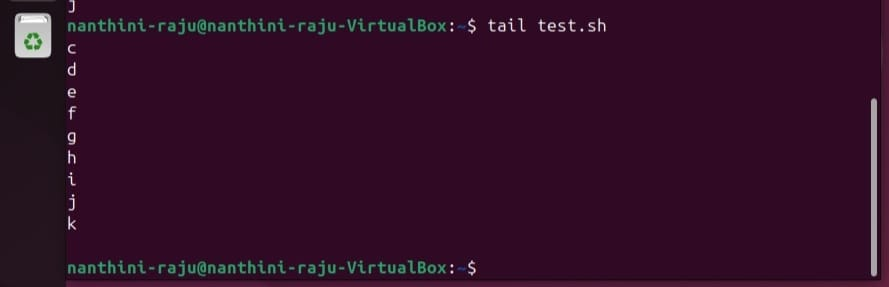 j
nanthini-raju@nanthini-raju-VirtualBox:~$ tail test.sh
c
d
e
f
g
h
i
j
k

nanthini-raju@nanthini-raju-VirtualBox:~$